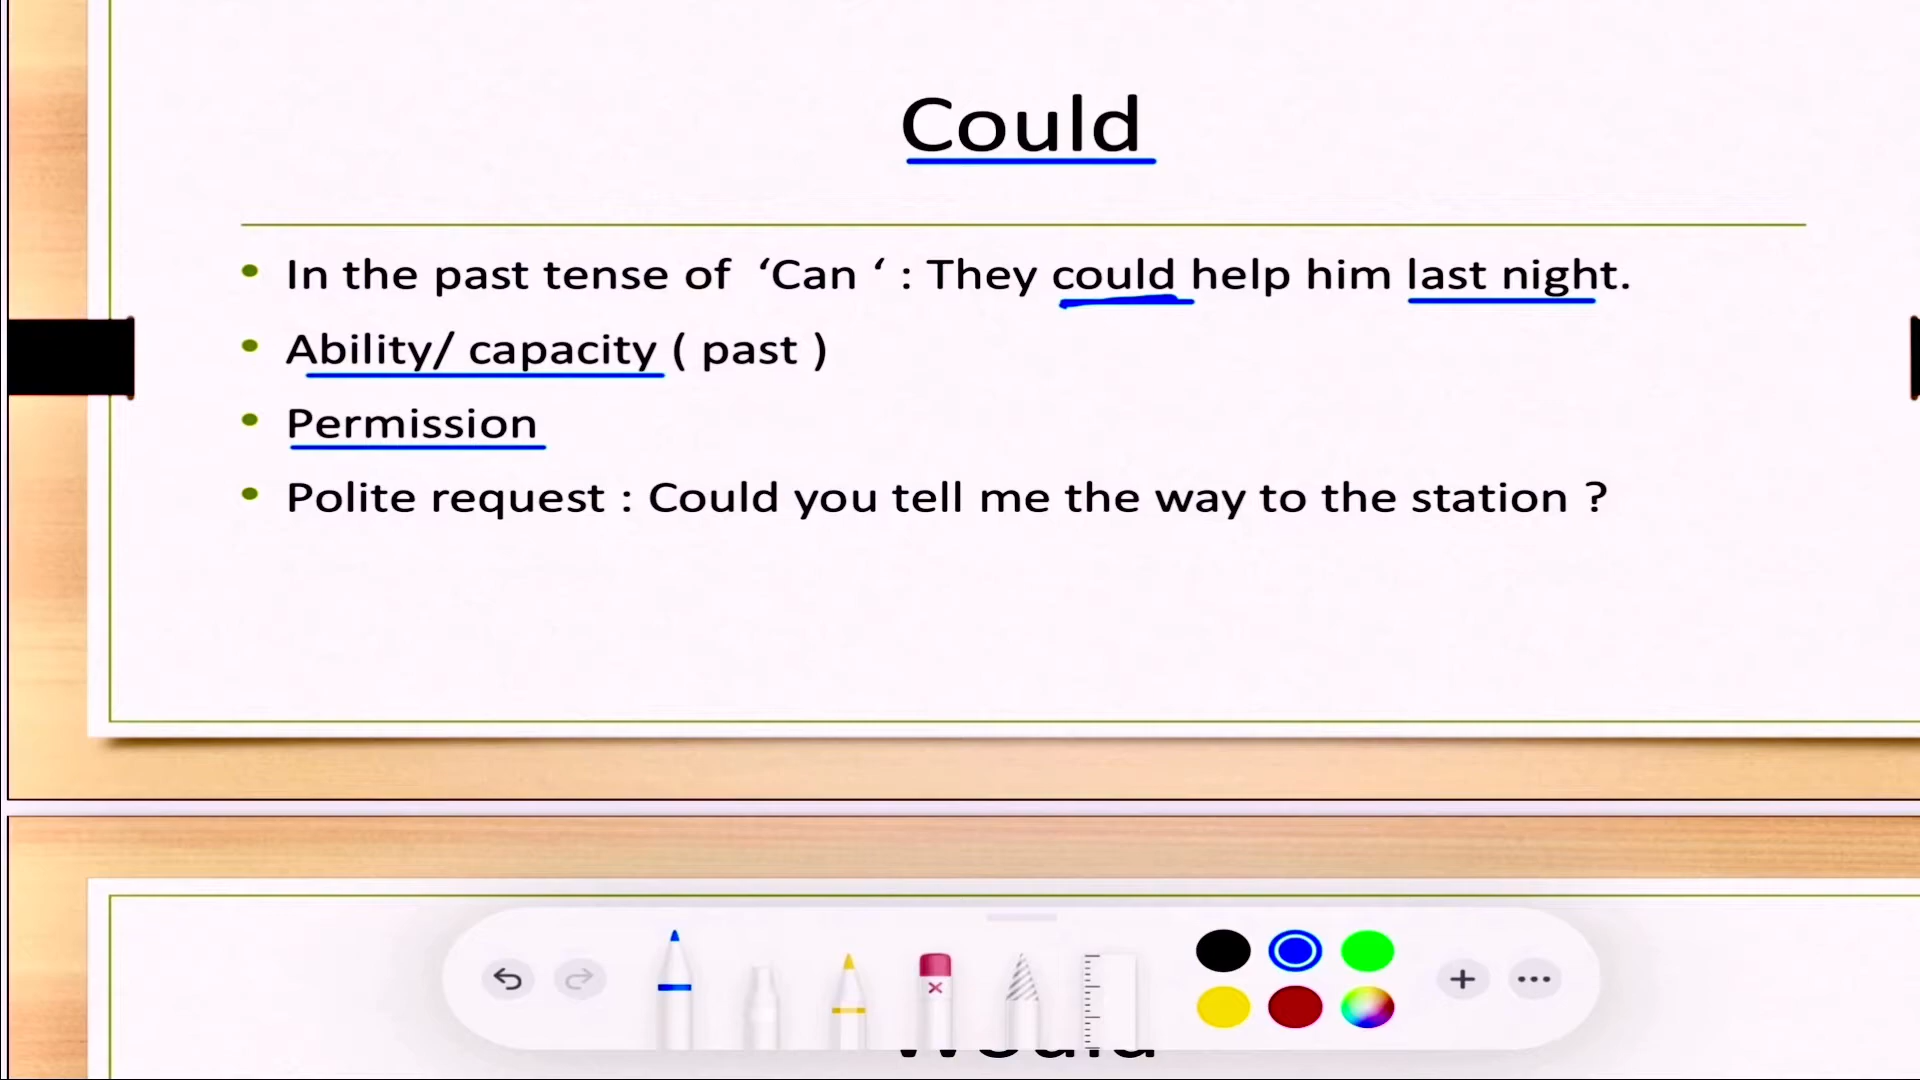 Could
In the past tense of ‘Can ‘ : They could help him last night.
Ability/ capacity ( past )
Permission
Polite request : Could you tell me the way to the station ?
Would